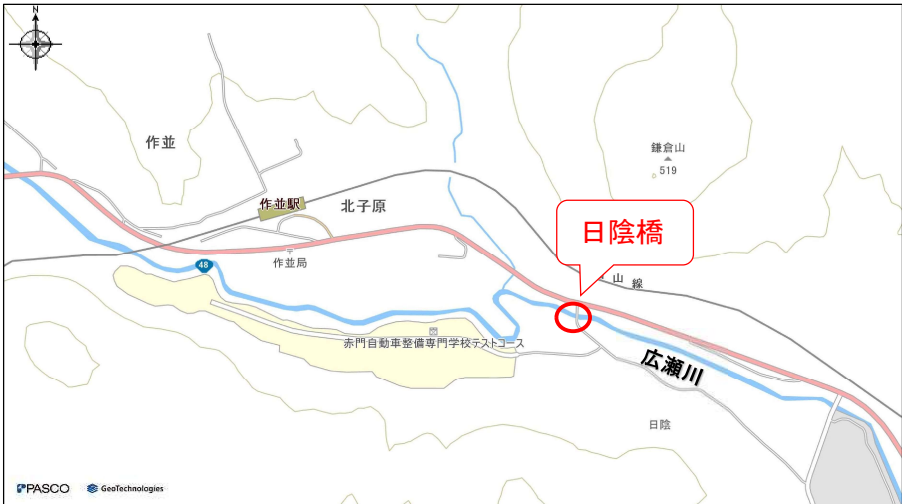 N
作並
鎌倉山
519
作並駅
北子原
日陰橋
作並局
48
山線
赤門自動車整備専門学校テストコース
広瀬川
日陰
PASCO
GeoTechnologies